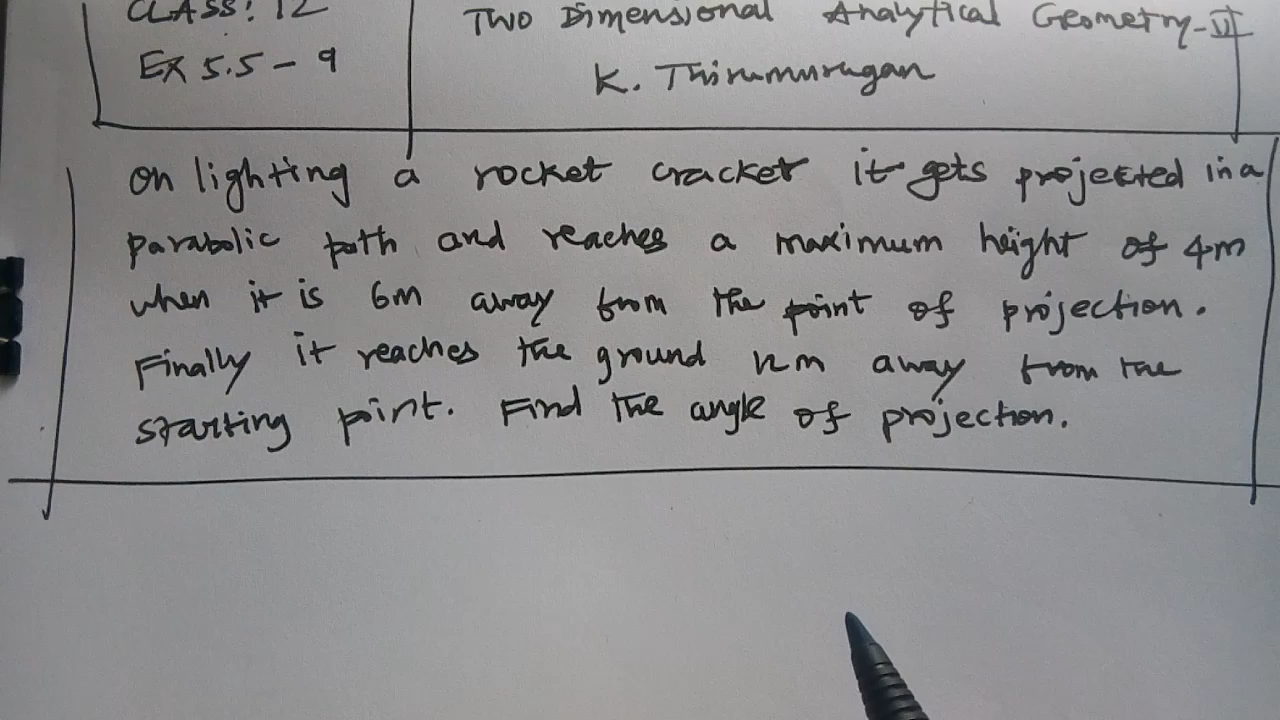 CLASS: 12
Two Dimensional Analytical Geometry-II
Ex 5.5 - 9
K. Thirumurugan
on lighting a rocket cracket it gets projected in a
parabolic path and reaches a maximum height of 4m
when it is 6m away from the point of projection.
Finally it reaches the ground 12m away from the
starting point. Find the angle of projection.